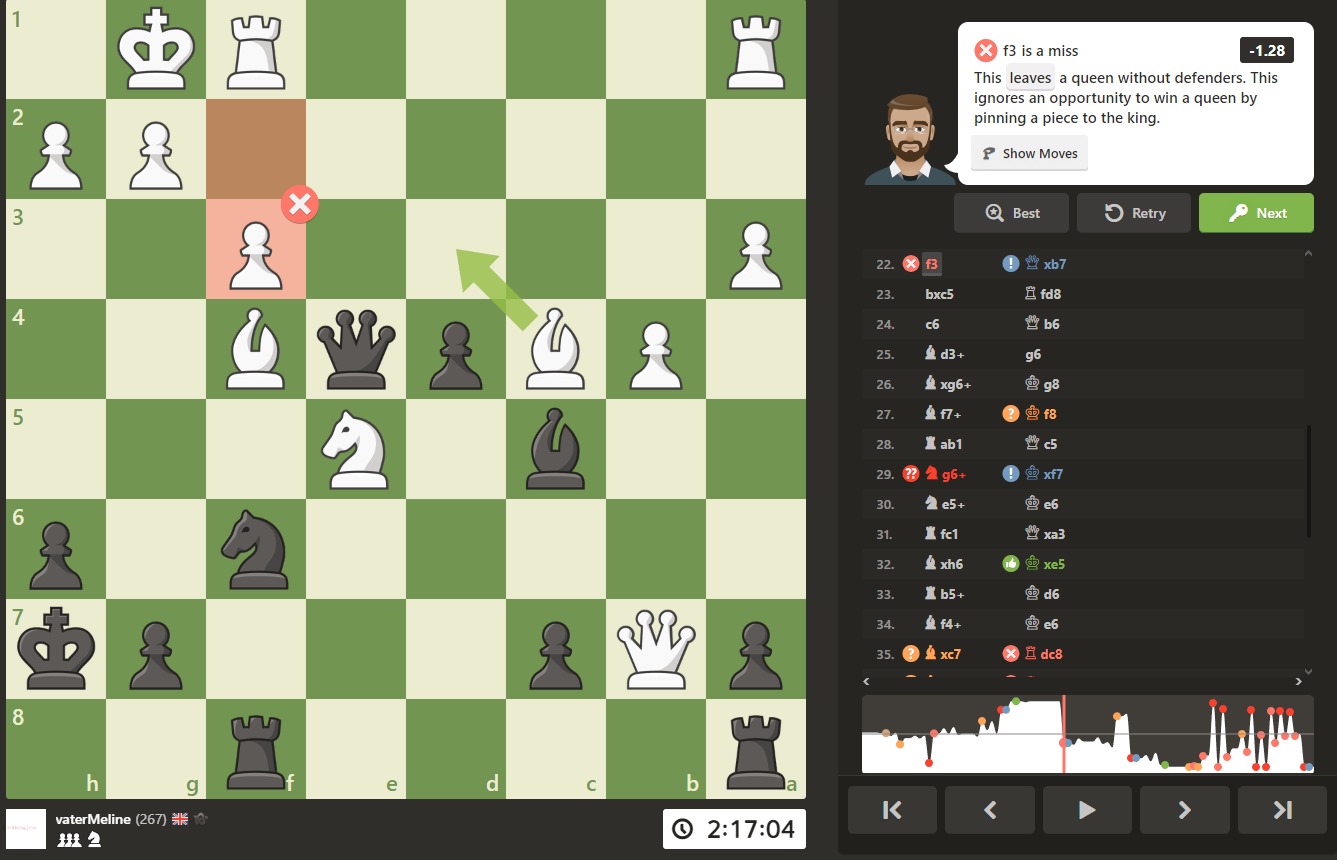 1
2
3
4
5
6
7
8
h g f e d c b a
f3 is a miss
-1.28
This leaves a queen without defenders. This
ignores an opportunity to win a queen by
pinning a piece to the king.
Show Moves
Best
Retry
Next
22. f3 ! xb7
23. bxc5 fd8
24. c6 b6
25. d3+ g6
26. xg6+ g8
27. f7+ ? f8
28. ab1 c5
29. ?? g6+ ! xf7
30. e5+ e6
31. fc1 xa3
32. xh6 xe5
33. b5+ d6
34. f4+ e6
35. ? xc7 dc8
vaterMeline (267)
2:17:04